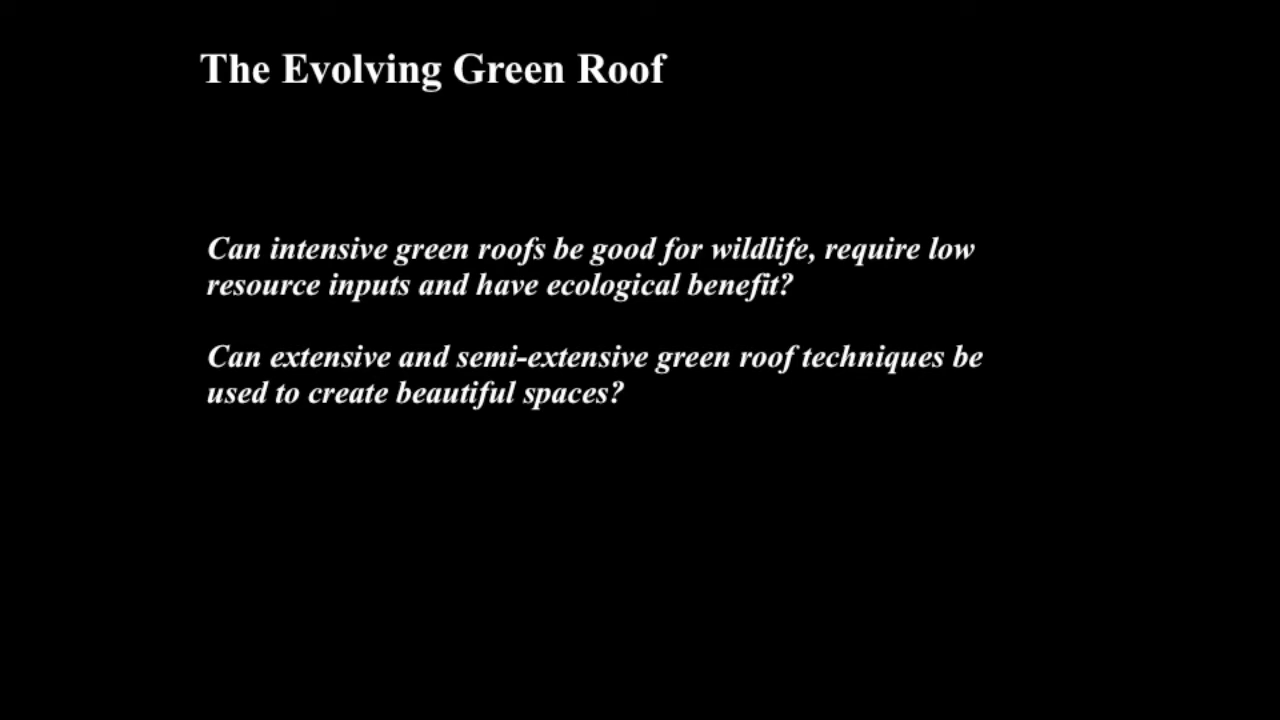 The Evolving Green Roof
Can intensive green roofs be good for wildlife, require low
resource inputs and have ecological benefit?
Can extensive and semi-extensive green roof techniques be
used to create beautiful spaces?